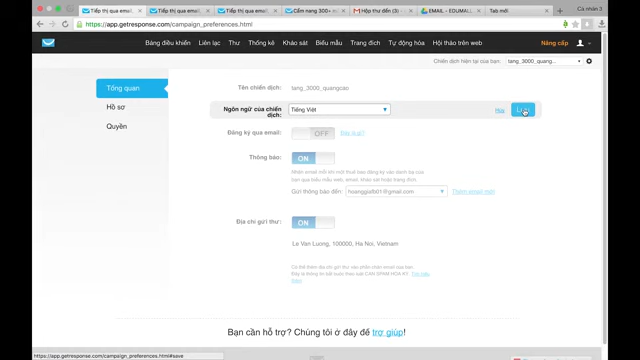 Tiếp thị qua email
Tiếp thị qua email
Tiếp thị qua email
Cẩm nang 300+
Hộp thư đến (3)
EMAIL - EDUMALL
Tab mới
Cá nhân 3
https://app.getresponse.com/campaign_preferences.html
Bảng điều khiển Liên lạc Thư Thống kê Khảo sát Biểu mẫu Trang đích Tự động hóa Hội thảo trên web Nâng cấp
Chiến dịch hiện tại của bạn: tang_3000_quang...
Tổng quan
Hồ sơ
Quyền
Tên chiến dịch: tang_3000_quangcao
Ngôn ngữ của chiến dịch: Tiếng Việt Hủy
Đăng ký qua email: OFF
Thông báo: ON
Gửi thông báo đến: hoanggiafb01@gmail.com Thêm email mới
Địa chỉ gửi thư: ON
Le Van Luong, 100000, Ha Noi, Vietnam
Bạn cần hỗ trợ? Chúng tôi ở đây để trợ giúp!
https://app.getresponse.com/campaign_preferences.html#save